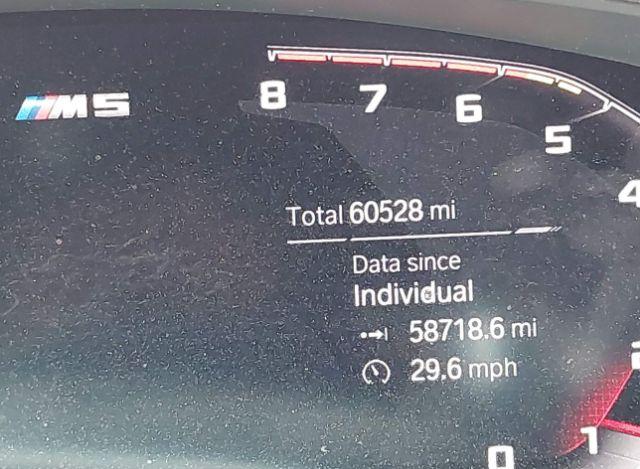 M5
8
7
6
5
4
Total 60528 mi
Data since
Individual
58718.6 mi
29.6 mph
2
1
0